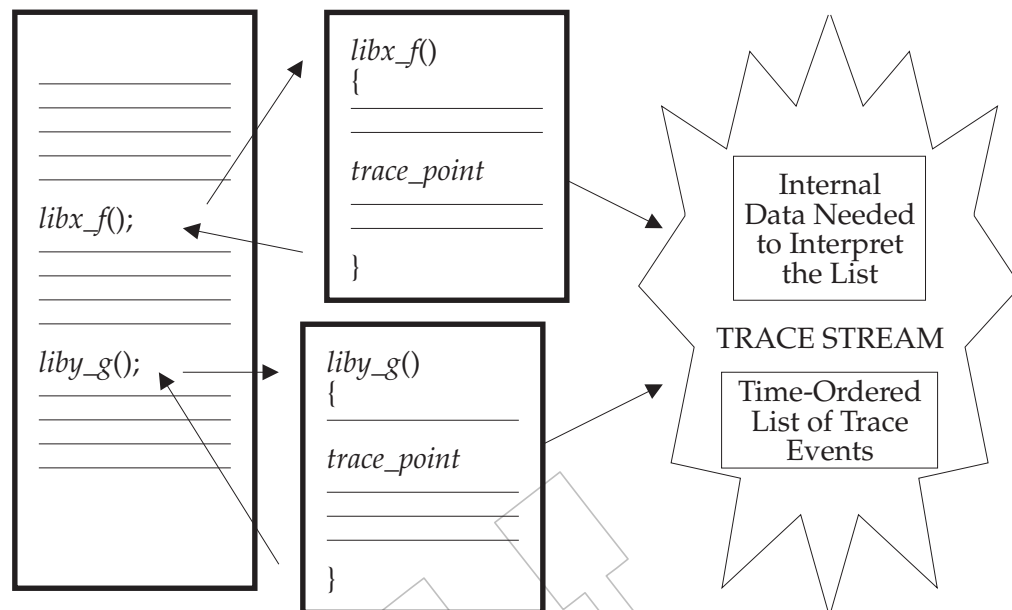 libx_f();
liby_g();
libx_f()
{
trace_point
}
liby_g()
{
trace_point
}
Internal
Data Needed
to Interpret
the List
TRACE STREAM
Time-Ordered
List of Trace
Events